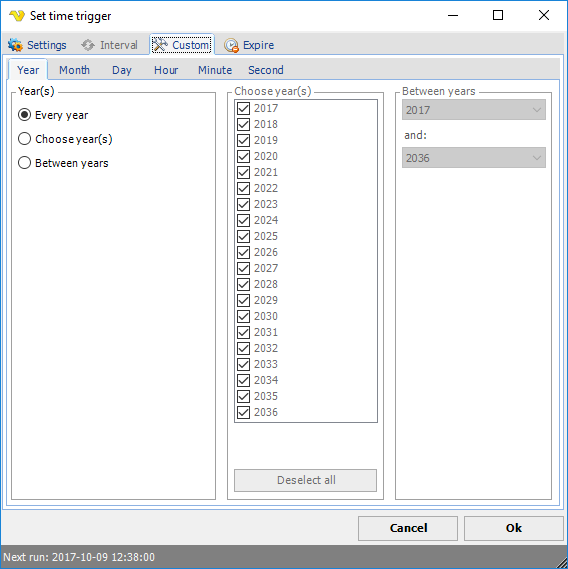 Set time trigger
Settings Interval Custom Expire
Year Month Day Hour Minute Second
Year(s)
Every year
Choose year(s)
Between years
Choose year(s)
2017
2018
2019
2020
2021
2022
2023
2024
2025
2026
2027
2028
2029
2030
2031
2032
2033
2034
2035
2036
Deselect all
Between years
2017
and:
2036
Cancel Ok
Next run: 2017-10-09 12:38:00